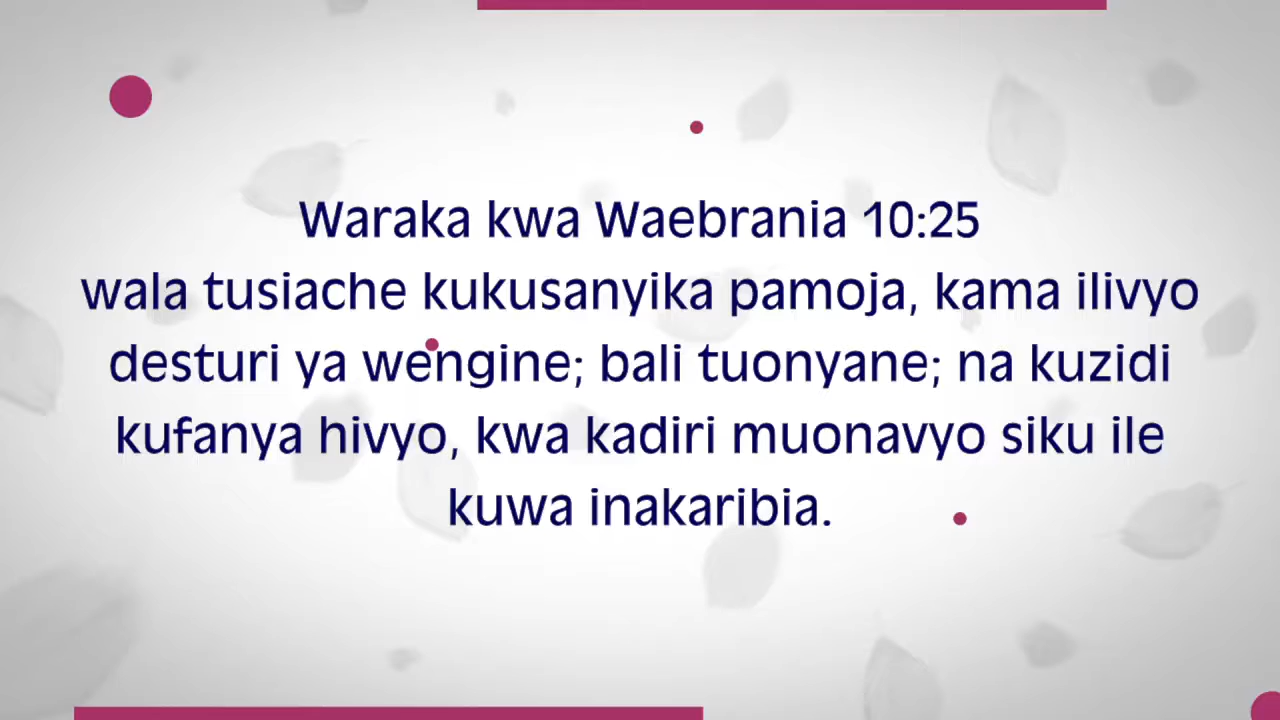 Waraka kwa Waebrania 10:25
wala tusiache kukusanyika pamoja, kama ilivyo
desturi ya wengine; bali tuonyane; na kuzidi
kufanya hivyo, kwa kadiri muonavyo siku ile
kuwa inakaribia.